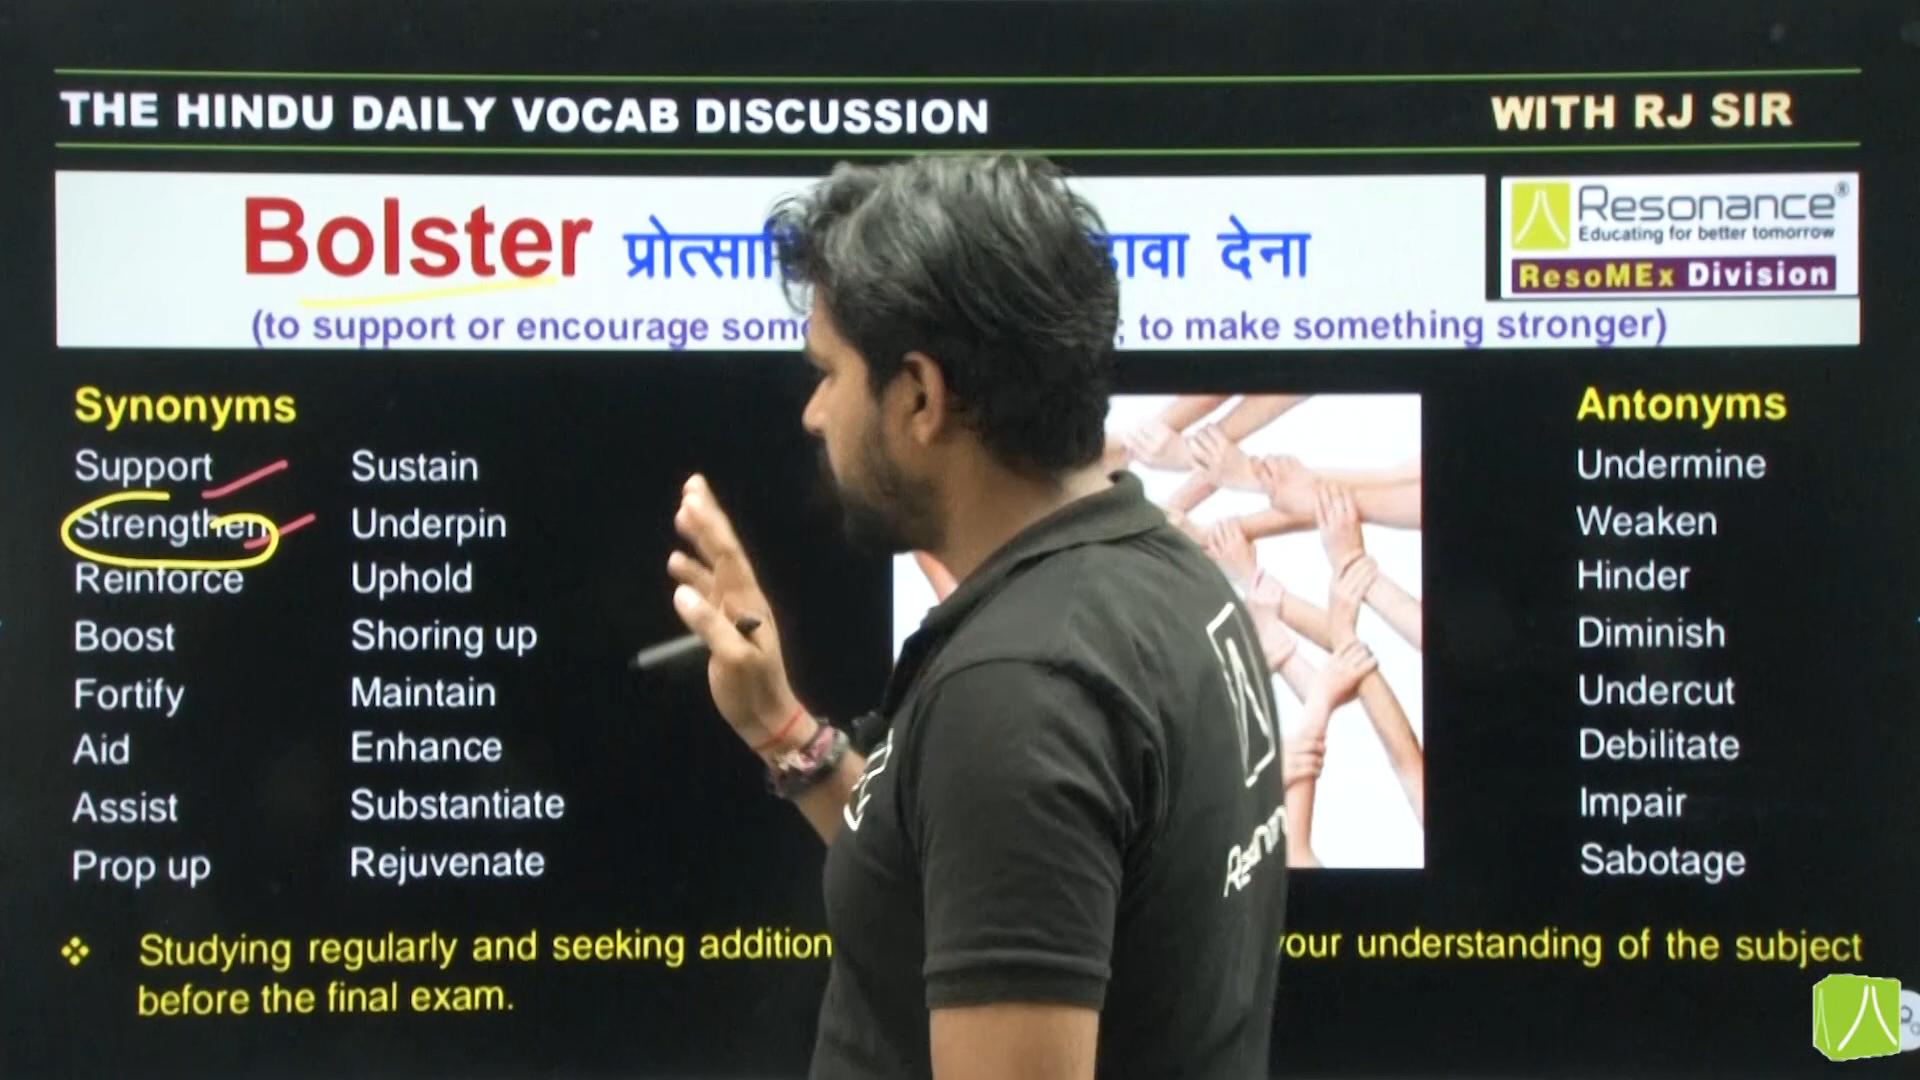 THE HINDU DAILY VOCAB DISCUSSION WITH RJ SIR
Bolster देना
Resonance®
Educating for better tomorrow
ResoMEx Division
(to support or encourage ; to make something stronger)
Synonyms Antonyms
Support Sustain Undermine
Strengthen Underpin Weaken
Reinforce Uphold Hinder
Boost Shoring up Diminish
Fortify Maintain Undercut
Aid Enhance Debilitate
Assist Substantiate Impair
Prop up Rejuvenate Sabotage
❖ Studying regularly and seeking your understanding of the subject
before the final exam.